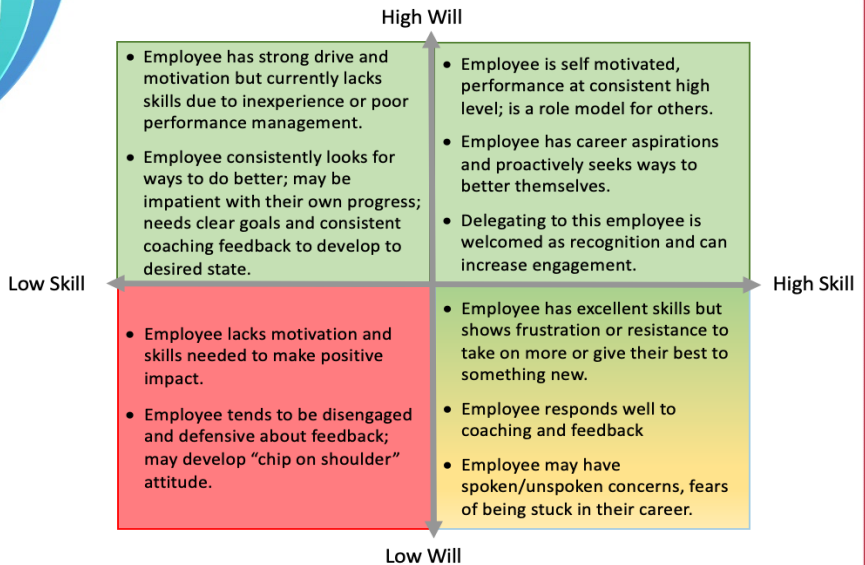 High Will
• Employee has strong drive and
motivation but currently lacks
skills due to inexperience or poor
performance management.
• Employee consistently looks for
ways to do better; may be
impatient with their own progress;
needs clear goals and consistent
coaching feedback to develop to
desired state.
• Employee is self motivated,
performance at consistent high
level; is a role model for others.
• Employee has career aspirations
and proactively seeks ways to
better themselves.
• Delegating to this employee is
welcomed as recognition and can
increase engagement.
Low Skill
High Skill
• Employee lacks motivation and
skills needed to make positive
impact.
• Employee tends to be disengaged
and defensive about feedback;
may develop “chip on shoulder”
attitude.
• Employee has excellent skills but
shows frustration or resistance to
take on more or give their best to
something new.
• Employee responds well to
coaching and feedback
• Employee may have
spoken/unspoken concerns, fears
of being stuck in their career.
Low Will